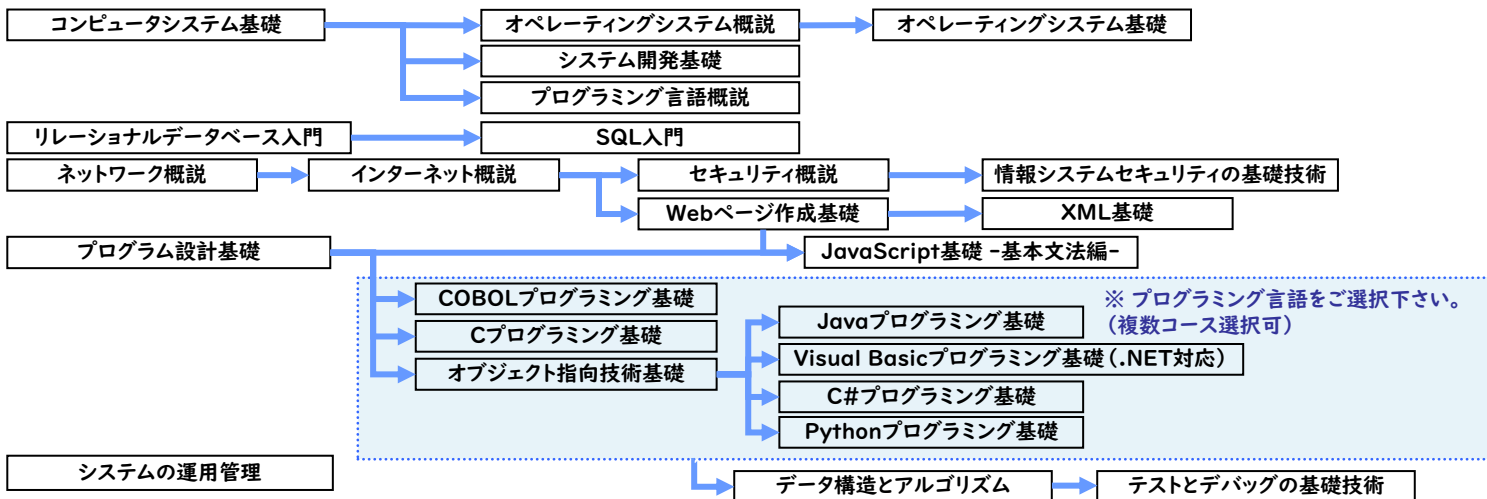 コンピュータシステム基礎
オペレーティングシステム概説
オペレーティングシステム基礎
システム開発基礎
プログラミング言語概説
リレーショナルデータベース入門
SQL入門
ネットワーク概説
インターネット概説
セキュリティ概説
情報システムセキュリティの基礎技術
Webページ作成基礎
XML基礎
プログラム設計基礎
JavaScript基礎 -基本文法編-
COBOLプログラミング基礎
※ プログラミング言語をご選択下さい。
（複数コース選択可）
Cプログラミング基礎
Javaプログラミング基礎
オブジェクト指向技術基礎
Visual Basicプログラミング基礎（.NET対応）
C#プログラミング基礎
Pythonプログラミング基礎
システムの運用管理
データ構造とアルゴリズム
テストとデバッグの基礎技術